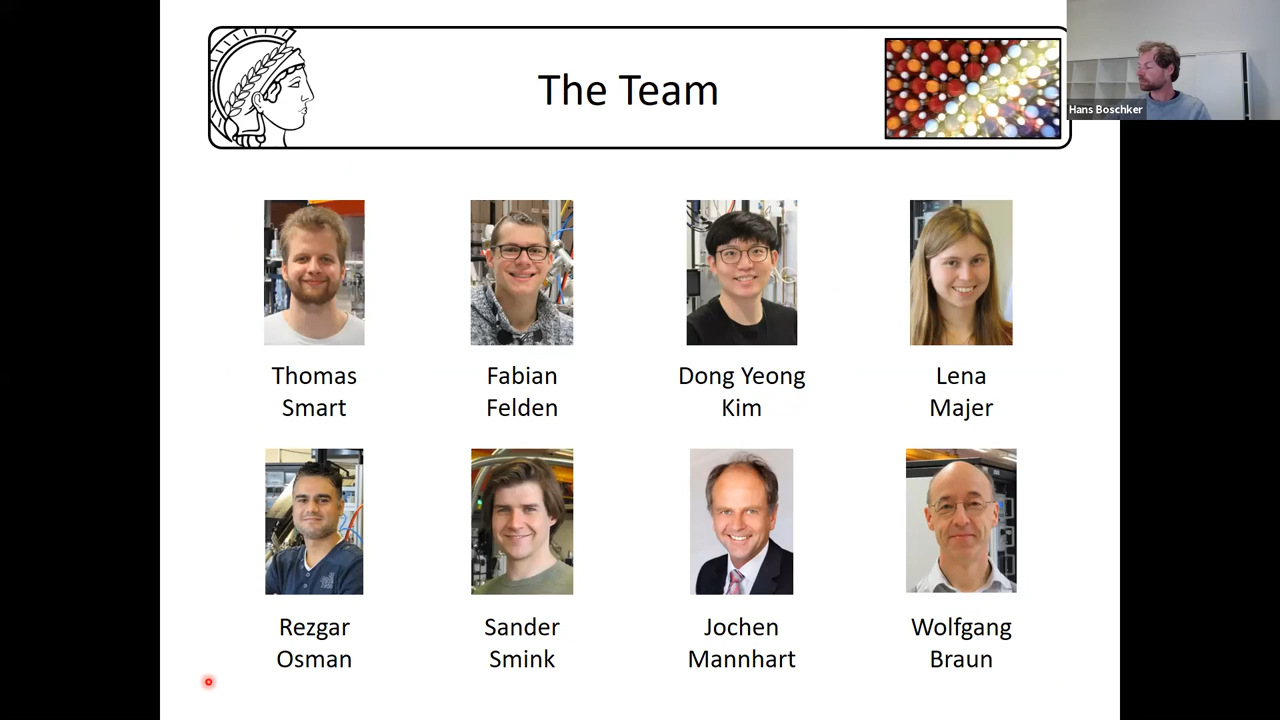 The Team
Hans Boschker
Thomas
Smart
Fabian
Felden
Dong Yeong
Kim
Lena
Majer
Rezgar
Osman
Sander
Smink
Jochen
Mannhart
Wolfgang
Braun